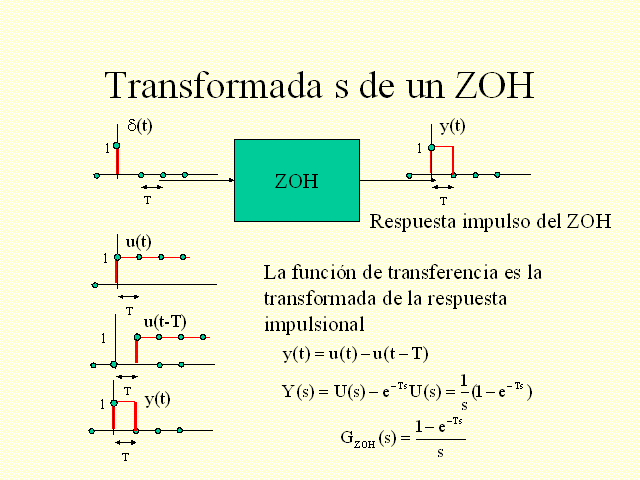 Transformada s de un ZOH
δ(t)
1
T
ZOH
y(t)
1
T
Respuesta impulso del ZOH
u(t)
1
T
u(t-T)
1
T
y(t)
1
T
La función de transferencia es la
transformada de la respuesta
impulsional
y(t) = u(t) − u(t − T)
Y(s) = U(s) − e^{−Ts}U(s) = \frac{1}{s}(1 − e^{−Ts})
G_{ZOH}(s) = \frac{1 − e^{−Ts}}{s}